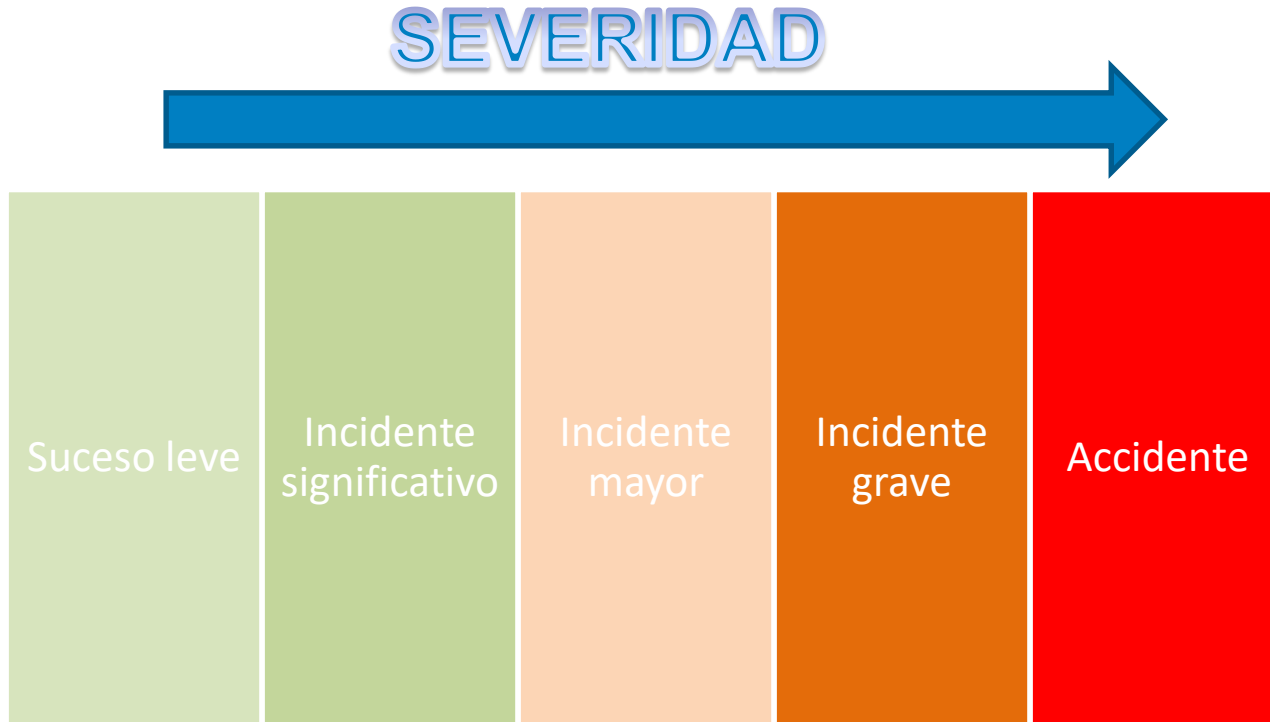 SEVERIDAD
Suceso leve
Incidente
significativo
Incidente
mayor
Incidente
grave
Accidente